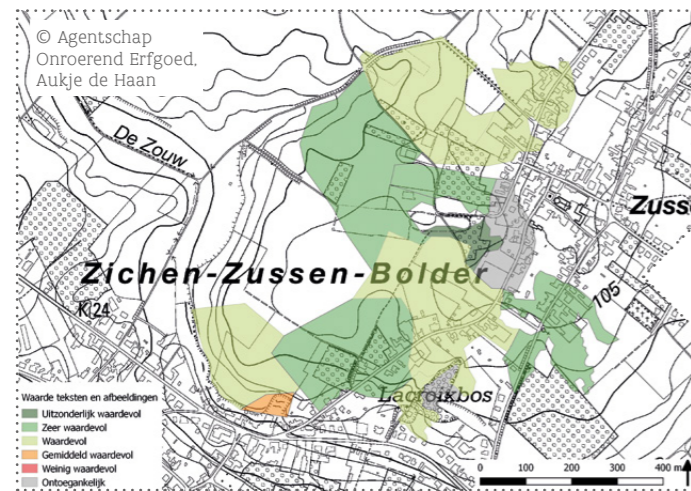 © Agentschap
Onroerend Erfgoed,
Aukje de Haan
De Zouw
Zuss
Zichen-Zussen-Bolder
105
K 24
Lacroixbos
Waarde teksten en afbeeldingen
Uitzonderlijk waardevol
Zeer waardevol
Waardevol
Gemiddeld waardevol
Weinig waardevol
Ontoegankelijk
0 100 200 300 400 m